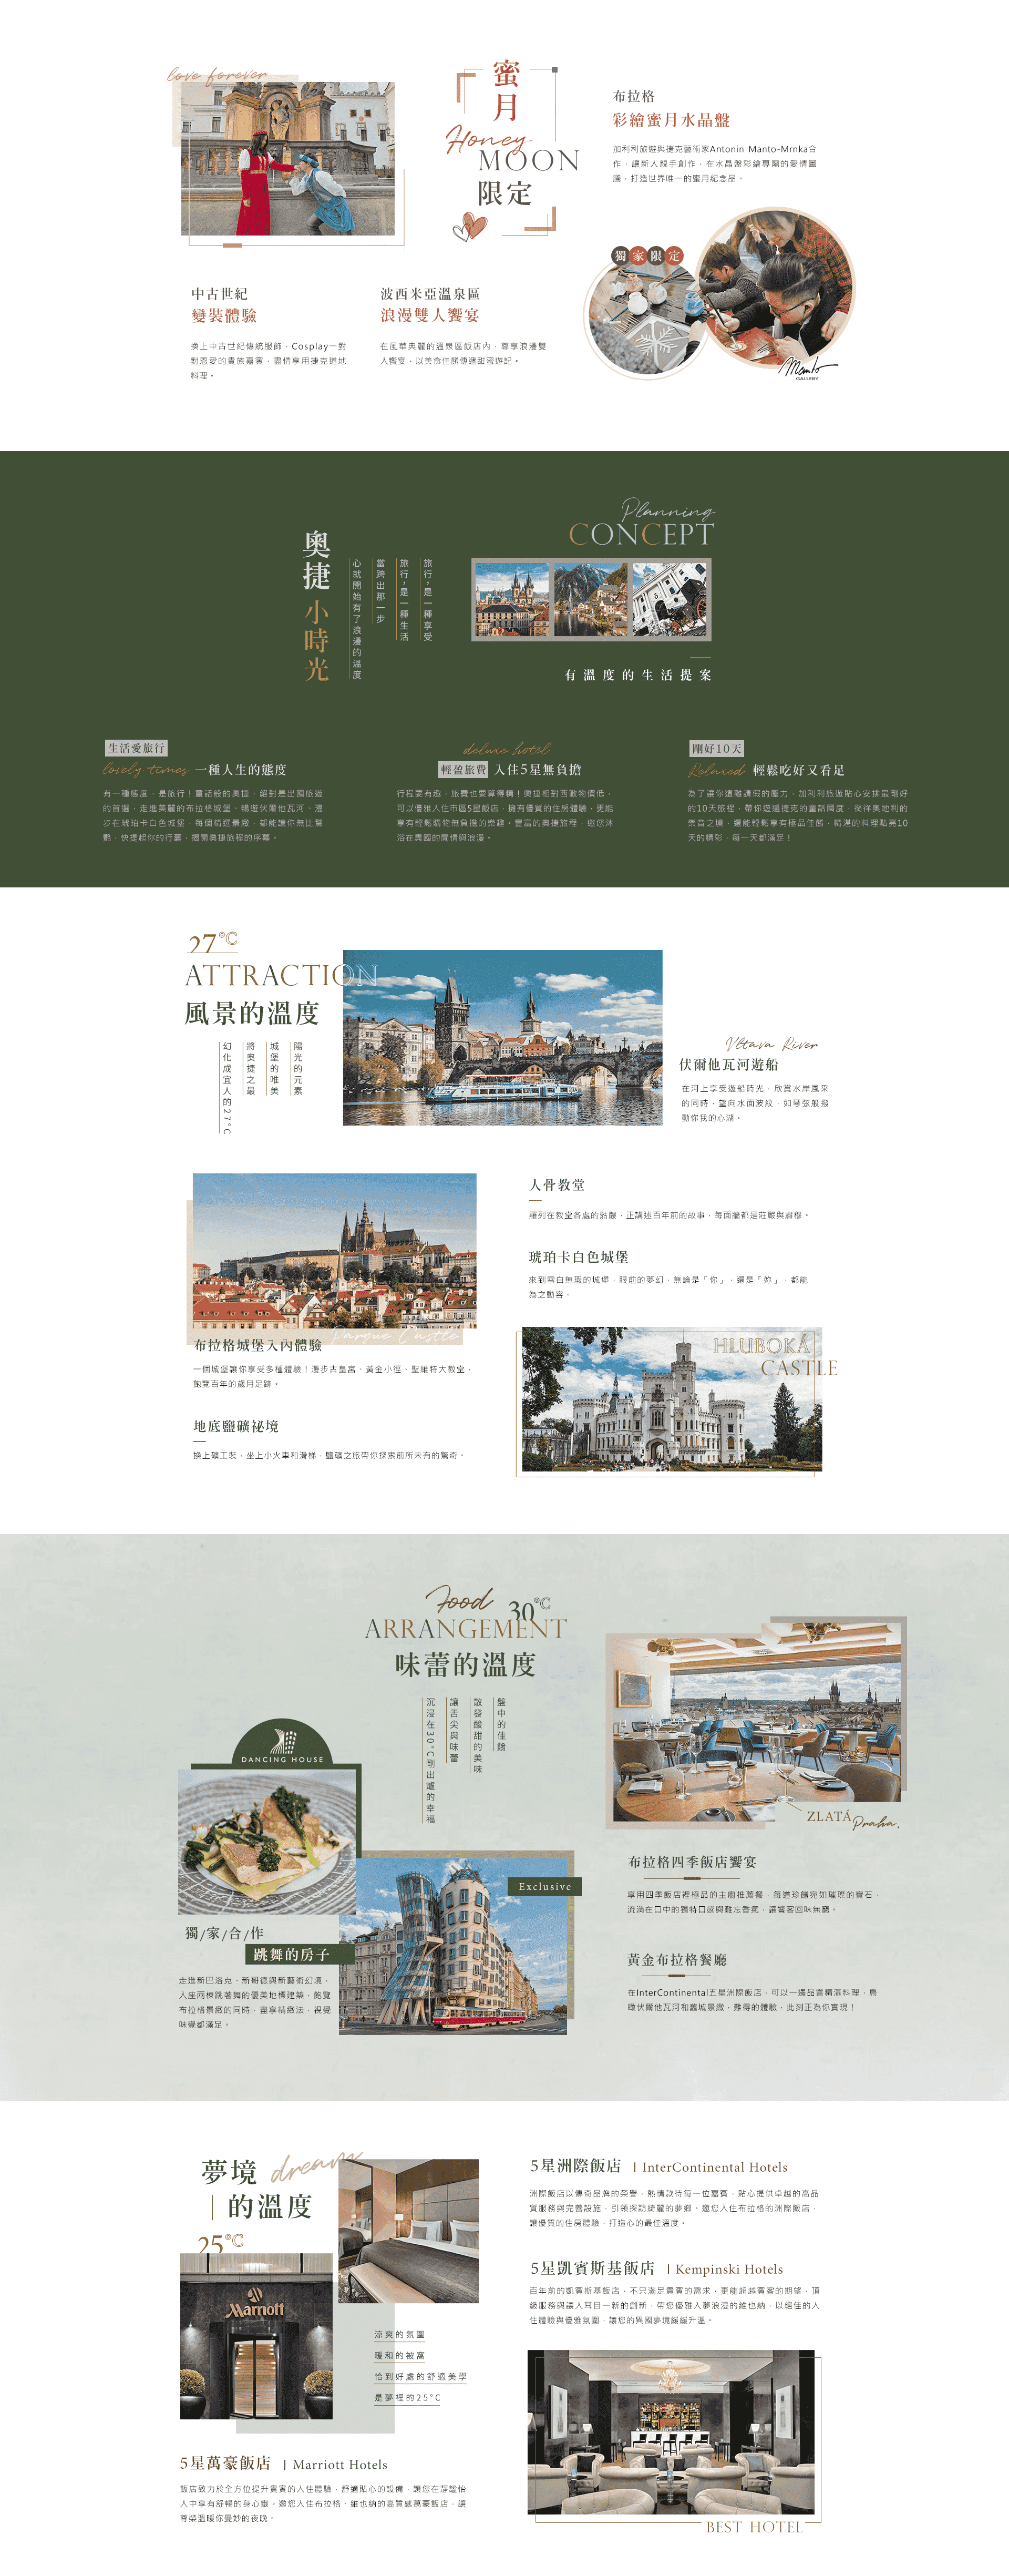 love forever
蜜月
Honey
MOON
限定
布拉格
彩繪蜜月水晶盤
加利利旅遊與捷克藝術家Antonin Manto-Mrnka合
作，讓新人親手創作，在水晶盤彩繪專屬的愛情圖
騰，打造世界唯一的蜜月紀念品。
獨家限定
Manto
GALLERY
中古世紀
變裝體驗
換上中古世紀傳統服飾，Cosplay一對
對恩愛的貴族嘉賓，盡情享用捷克道地
料理。
波西米亞溫泉區
浪漫雙人饗宴
在風華典麗的溫泉區飯店內，尊享浪漫雙
人饗宴，以美食佳餚傳遞甜蜜遊記。
Planning
CONCEPT
奧捷小時光
旅行，是一種享受
旅行，是一種生活
當跨出那一步
心就開始有了浪漫的溫度
有溫度的生活提案
生活愛旅行
lovely times 一種人生的態度
有一種態度，是旅行！童話般的奧捷，絕對是出國旅遊
的首選，走進美麗的布拉格城堡、暢遊伏爾他瓦河、漫
步在琥珀卡白色城堡，每個精選景緻，都能讓你無比驚
艷，快提起你的行囊，揭開奧捷旅程的序幕。
deluxe hotel
輕盈旅費 入住5星無負擔
行程要有趣，旅費也要算得精！奧捷相對西歐物價低，
可以優雅入住市區5星飯店，擁有優質的住房體驗，更能
享有輕鬆購物無負擔的樂趣。豐富的奧捷旅程，邀您沐
浴在異國的閒情與浪漫。
剛好10天
Relaxed 輕鬆吃好又看足
為了讓你遠離請假的壓力，加利利旅遊貼心安排最剛好
的10天旅程，帶你遊遍捷克的童話國度，徜徉奧地利的
樂音之境，還能輕鬆享有極品佳餚，精湛的料理點亮10
天的精彩，每一天都滿足！
27°C
ATTRACTION
風景的溫度
陽光的元素
城堡的唯美
將奧捷之最
幻化成宜人的27°C
Vltava River
伏爾他瓦河遊船
在河上享受遊船時光，欣賞水岸風采
的同時，望向水面波紋，如琴弦般撥
動你我的心湖。
Pargue Castle
布拉格城堡入內體驗
一個城堡讓你享受多種體驗！漫步古皇宮、黃金小徑、聖維特大教堂，
飽覽百年的歲月足跡。
地底鹽礦祕境
換上礦工裝，坐上小火車和滑梯，鹽礦之旅帶你探索前所未有的驚奇。
人骨教堂
羅列在教堂各處的骷髏，正講述百年前的故事，每面牆都是莊嚴與肅穆。
琥珀卡白色城堡
來到雪白無瑕的城堡，眼前的夢幻，無論是「你」，還是「妳」，都能
為之動容。
HLUBOKÁ
CASTLE
Food 30°C
ARRANGEMENT
味蕾的溫度
盤中的佳餚
散發酸甜的美味
讓舌尖與味蕾
沉浸在30°C剛出爐的幸福
DANCING HOUSE
Exclusive
獨/家/合/作
跳舞的房子
走進新巴洛克、新哥德與新藝術幻境，
入座兩棟跳著舞的優美地標建築，飽覽
布拉格景緻的同時，盡享精緻法，視覺
味覺都滿足。
ZLATÁ Praha.
布拉格四季飯店饗宴
享用四季飯店裡極品的主廚推薦餐，每道珍饈宛如璀璨的寶石，
流淌在口中的獨特口感與難忘香氣，讓饕客回味無窮。
黃金布拉格餐廳
在InterContinental五星洲際飯店，可以一邊品嘗精湛料理，鳥
瞰伏爾他瓦河和舊城景緻，難得的體驗，此刻正為你實現！
夢境 dream
的溫度
25°C
Marriott
涼爽的氛圍
暖和的被窩
恰到好處的舒適美學
是夢裡的25°C
5星萬豪飯店 | Marriott Hotels
飯店致力於全方位提升貴賓的入住體驗，舒適貼心的設備，讓您在靜謐怡
人中享有舒暢的身心靈。邀您入住布拉格、維也納的高質感萬豪飯店，讓
尊榮溫暖你曼妙的夜晚。
5星洲際飯店 | InterContinental Hotels
洲際飯店以傳奇品牌的榮譽，熱情款待每一位嘉賓，貼心提供卓越的高品
質服務與完善設施，引領探訪綺麗的夢鄉。邀您入住布拉格的洲際飯店，
讓優質的住房體驗，打造心的最佳溫度。
5星凱賓斯基飯店 | Kempinski Hotels
百年前的凱賓斯基飯店，不只滿足貴賓的需求，更能超越賓客的期望，頂
級服務與讓人耳目一新的創新，帶您優雅入夢浪漫的維也納，以絕佳的入
住體驗與優雅氛圍，讓您的異國夢境緩緩升溫。
BEST HOTEL